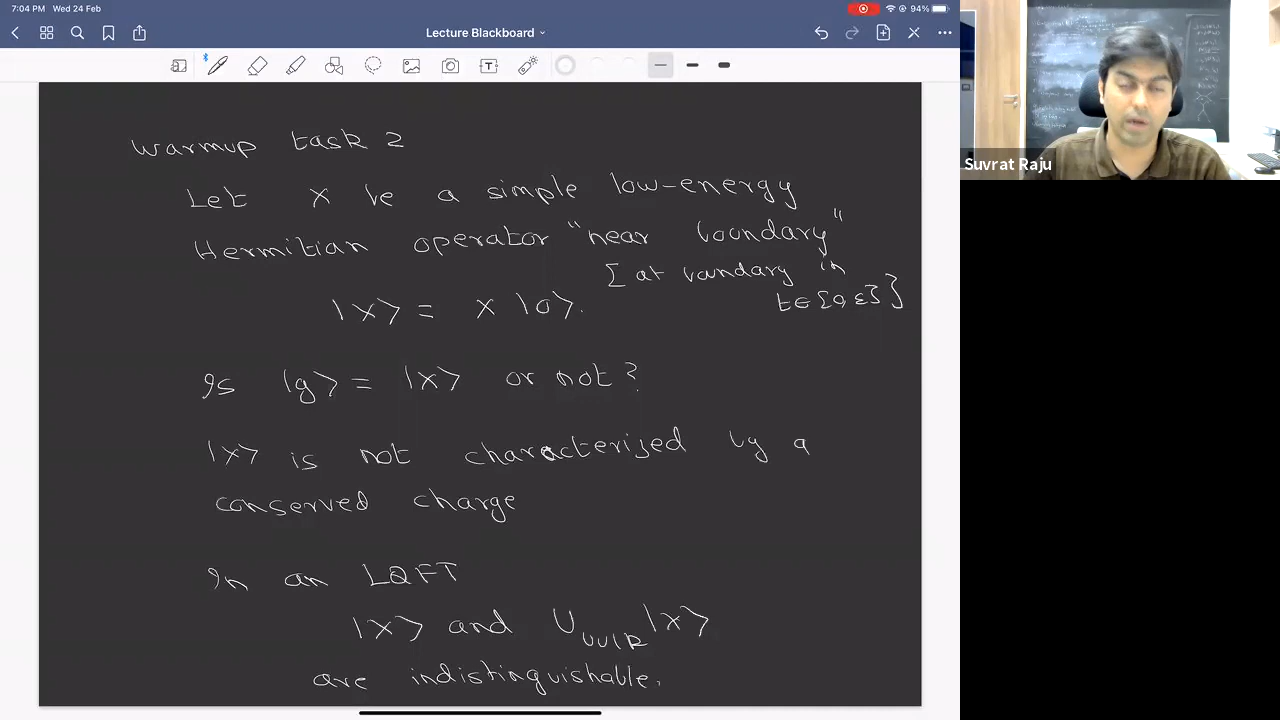 7:04 PM Wed 24 Feb
94%
Lecture Blackboard
warmup task 2
Let X be a simple low-energy
Hermitian operator "near boundary"
[at boundary in
t∈[0,ε]}
|X⟩ = X |0⟩.
Is |g⟩ = |X⟩ or not?
|X⟩ is not characterized by a
conserved charge
In an LQFT
|X⟩ and U_bulk|X⟩
are indistinguishable.
Suvrat Raju